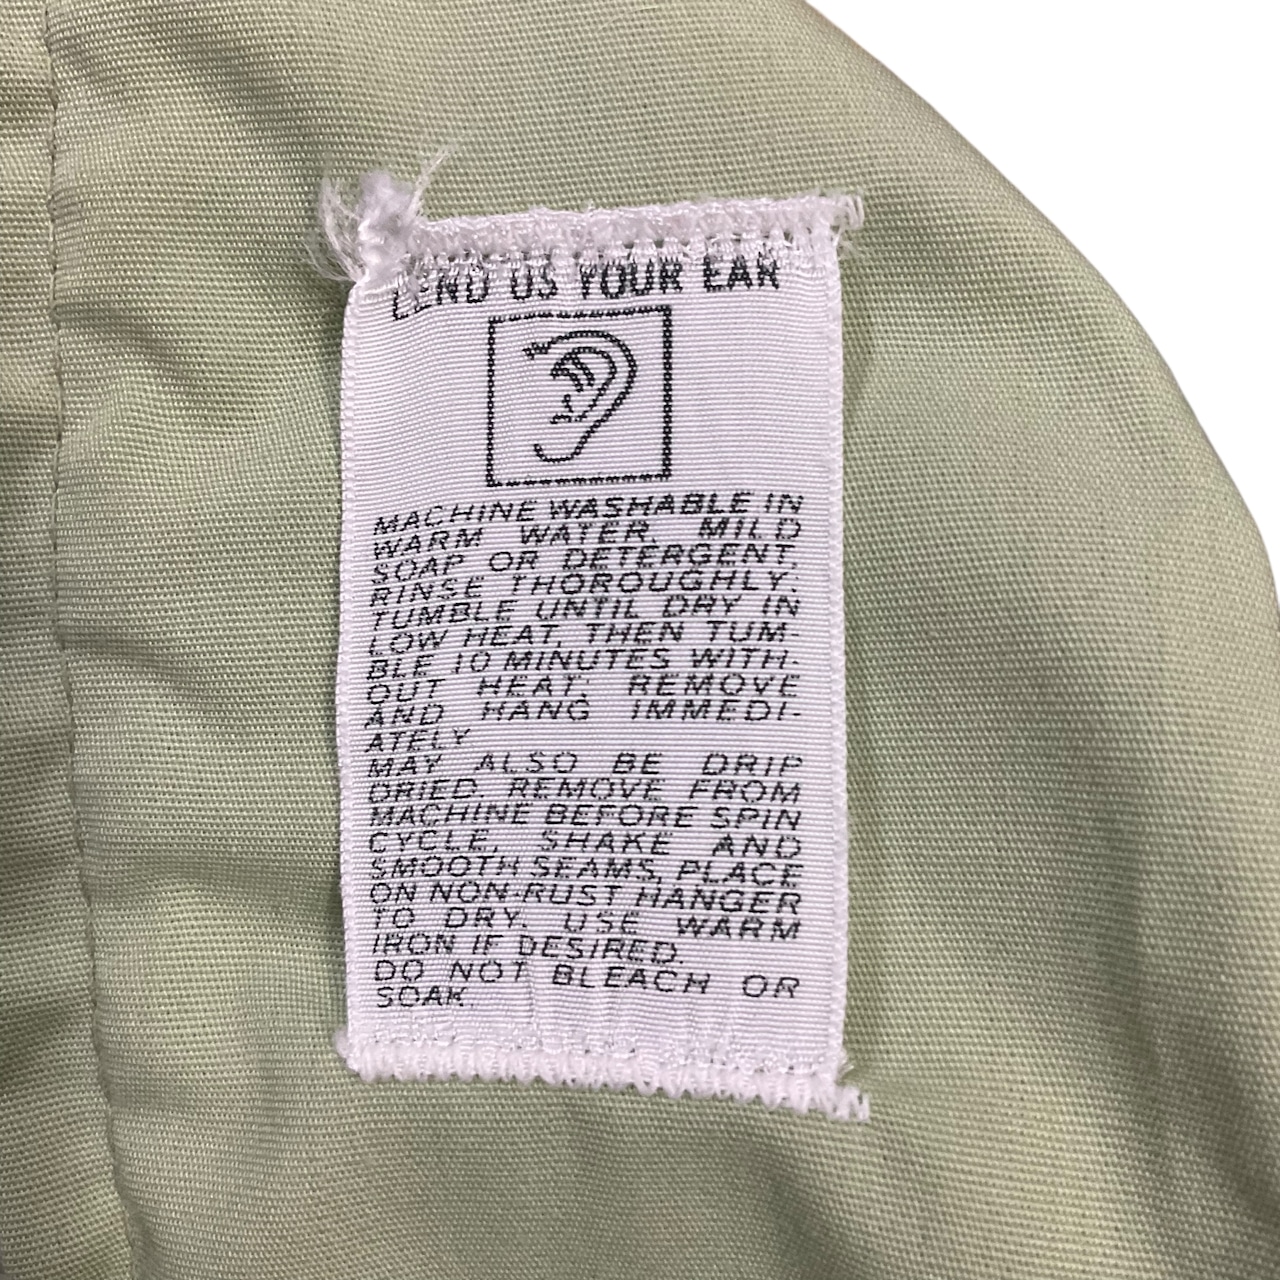 LEND US YOUR EAR
MACHINE WASHABLE IN
WARM WATER, MILD
SOAP OR DETERGENT.
RINSE THOROUGHLY.
TUMBLE UNTIL DRY IN
LOW HEAT, THEN TUM-
BLE 10 MINUTES WITH-
OUT HEAT. REMOVE
AND HANG IMMEDI-
ATELY
MAY ALSO BE DRIP
DRIED. REMOVE FROM
MACHINE BEFORE SPIN
CYCLE, SHAKE AND
SMOOTH SEAMS, PLACE
ON NON-RUST HANGER
TO DRY. USE WARM
IRON IF DESIRED.
DO NOT BLEACH OR
SOAK.